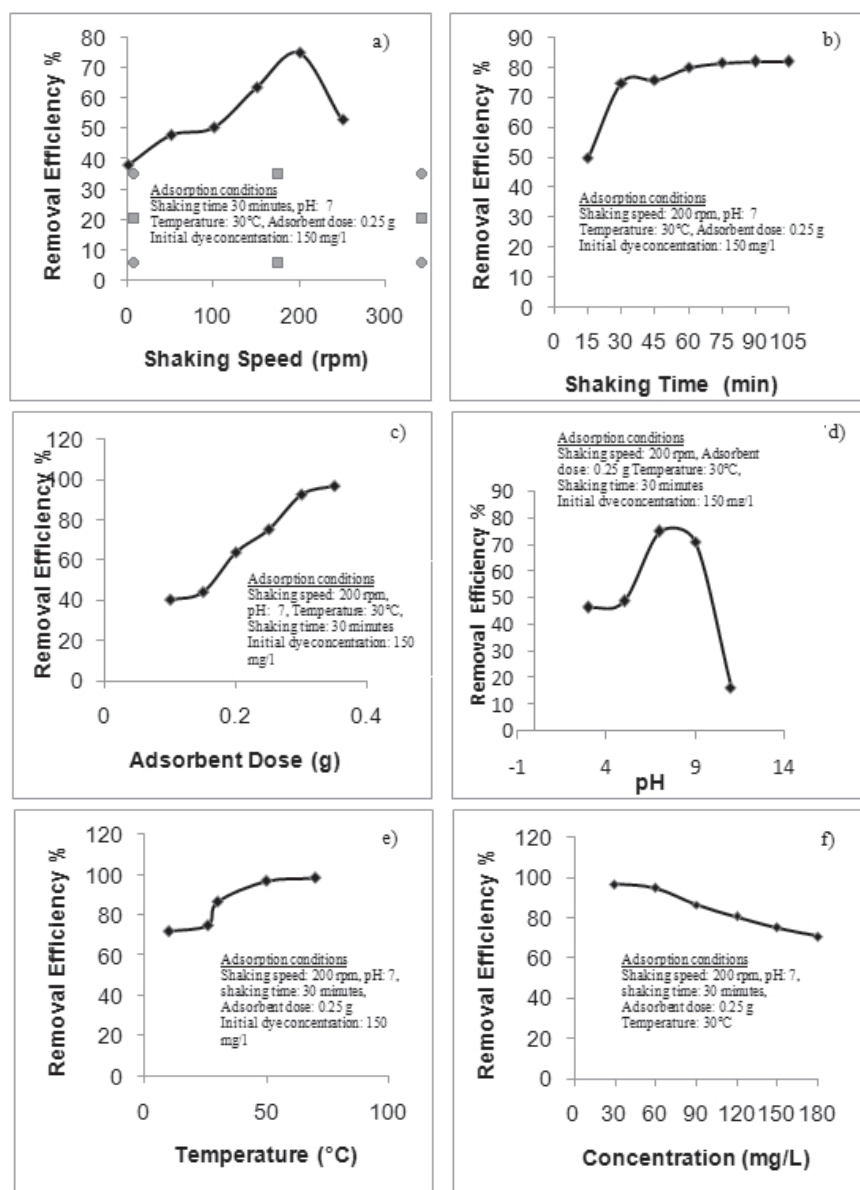 a)
Removal Efficiency %
80
70
60
50
40
30
20
10
0
Adsorption conditions
Shaking time 30 minutes, pH: 7
Temperature: 30°C, Adsorbent dose: 0.25 g
Initial dye concentration: 150 mg/l
0 100 200 300
Shaking Speed (rpm)
b)
Removal Efficiency %
90
80
70
60
50
40
30
20
10
0
Adsorption conditions
Shaking speed: 200 rpm, pH: 7
Temperature: 30°C, Adsorbent dose: 0.25 g
Initial dye concentration: 150 mg/l
0 15 30 45 60 75 90 105
Shaking Time (min)
c)
Removal Efficiency %
120
100
80
60
40
20
0
Adsorption conditions
Shaking speed: 200 rpm,
pH: 7, Temperature: 30°C,
Shaking time: 30 minutes
Initial dye concentration: 150
mg/l
0 0.2 0.4
Adsorbent Dose (g)
d)
Adsorption conditions
Shaking speed: 200 rpm, Adsorbent
dose: 0.25 g Temperature: 30°C,
Shaking time: 30 minutes
Initial dye concentration: 150 mg/l
Removal Efficiency %
90
80
70
60
50
40
30
20
10
0
-1 4 9 14
pH
e)
Removal Efficiency %
120
100
80
60
40
20
0
Adsorption conditions
Shaking speed: 200 rpm, pH: 7,
shaking time: 30 minutes,
Adsorbent dose: 0.25 g
Initial dye concentration: 150
mg/l
0 50 100
Temperature (°C)
f)
Removal Efficiency %
120
100
80
60
40
20
0
Adsorption conditions
Shaking speed: 200 rpm, pH: 7,
shaking time: 30 minutes,
Adsorbent dose: 0.25 g
Temperature: 30°C
0 30 60 90 120 150 180
Concentration (mg/L)